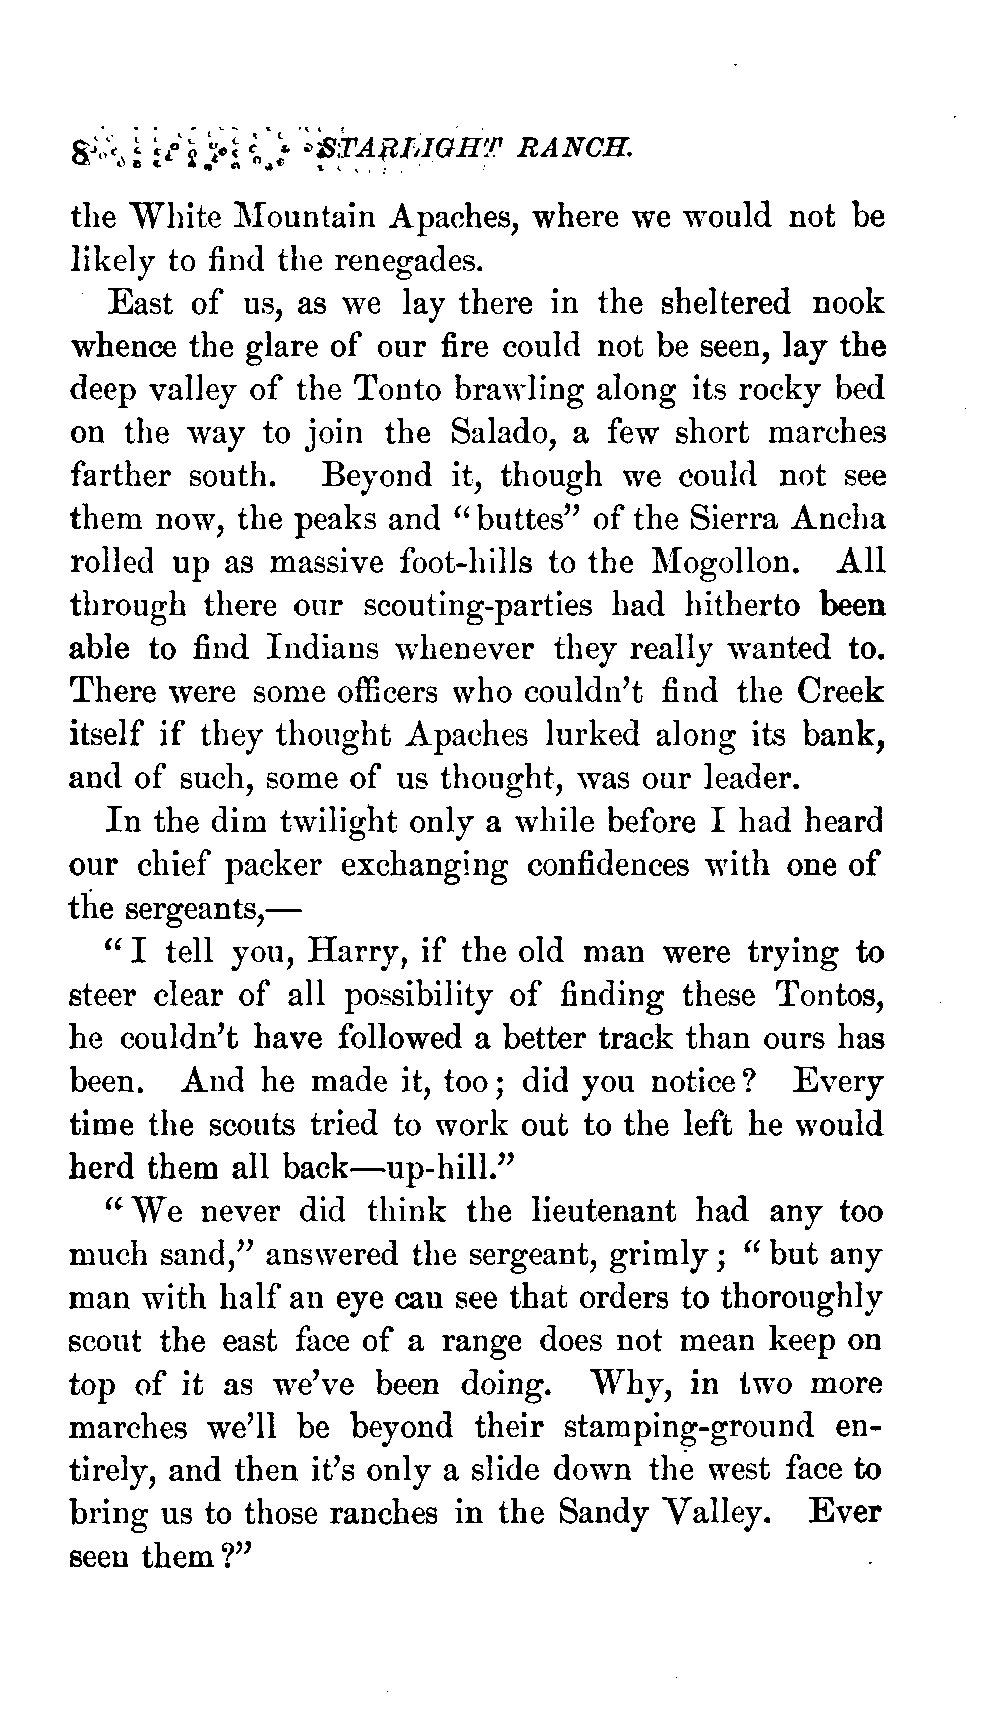 8 STARLIGHT RANCH.
the White Mountain Apaches, where we would not be
likely to find the renegades.
East of us, as we lay there in the sheltered nook
whence the glare of our fire could not be seen, lay the
deep valley of the Tonto brawling along its rocky bed
on the way to join the Salado, a few short marches
farther south. Beyond it, though we could not see
them now, the peaks and “buttes” of the Sierra Ancha
rolled up as massive foot-hills to the Mogollon. All
through there our scouting-parties had hitherto been
able to find Indians whenever they really wanted to.
There were some officers who couldn’t find the Creek
itself if they thought Apaches lurked along its bank,
and of such, some of us thought, was our leader.
In the dim twilight only a while before I had heard
our chief packer exchanging confidences with one of
the sergeants,—
“I tell you, Harry, if the old man were trying to
steer clear of all possibility of finding these Tontos,
he couldn’t have followed a better track than ours has
been. And he made it, too; did you notice? Every
time the scouts tried to work out to the left he would
herd them all back—up-hill.”
“We never did think the lieutenant had any too
much sand,” answered the sergeant, grimly; “but any
man with half an eye can see that orders to thoroughly
scout the east face of a range does not mean keep on
top of it as we’ve been doing. Why, in two more
marches we’ll be beyond their stamping-ground en-
tirely, and then it’s only a slide down the west face to
bring us to those ranches in the Sandy Valley. Ever
seen them?”